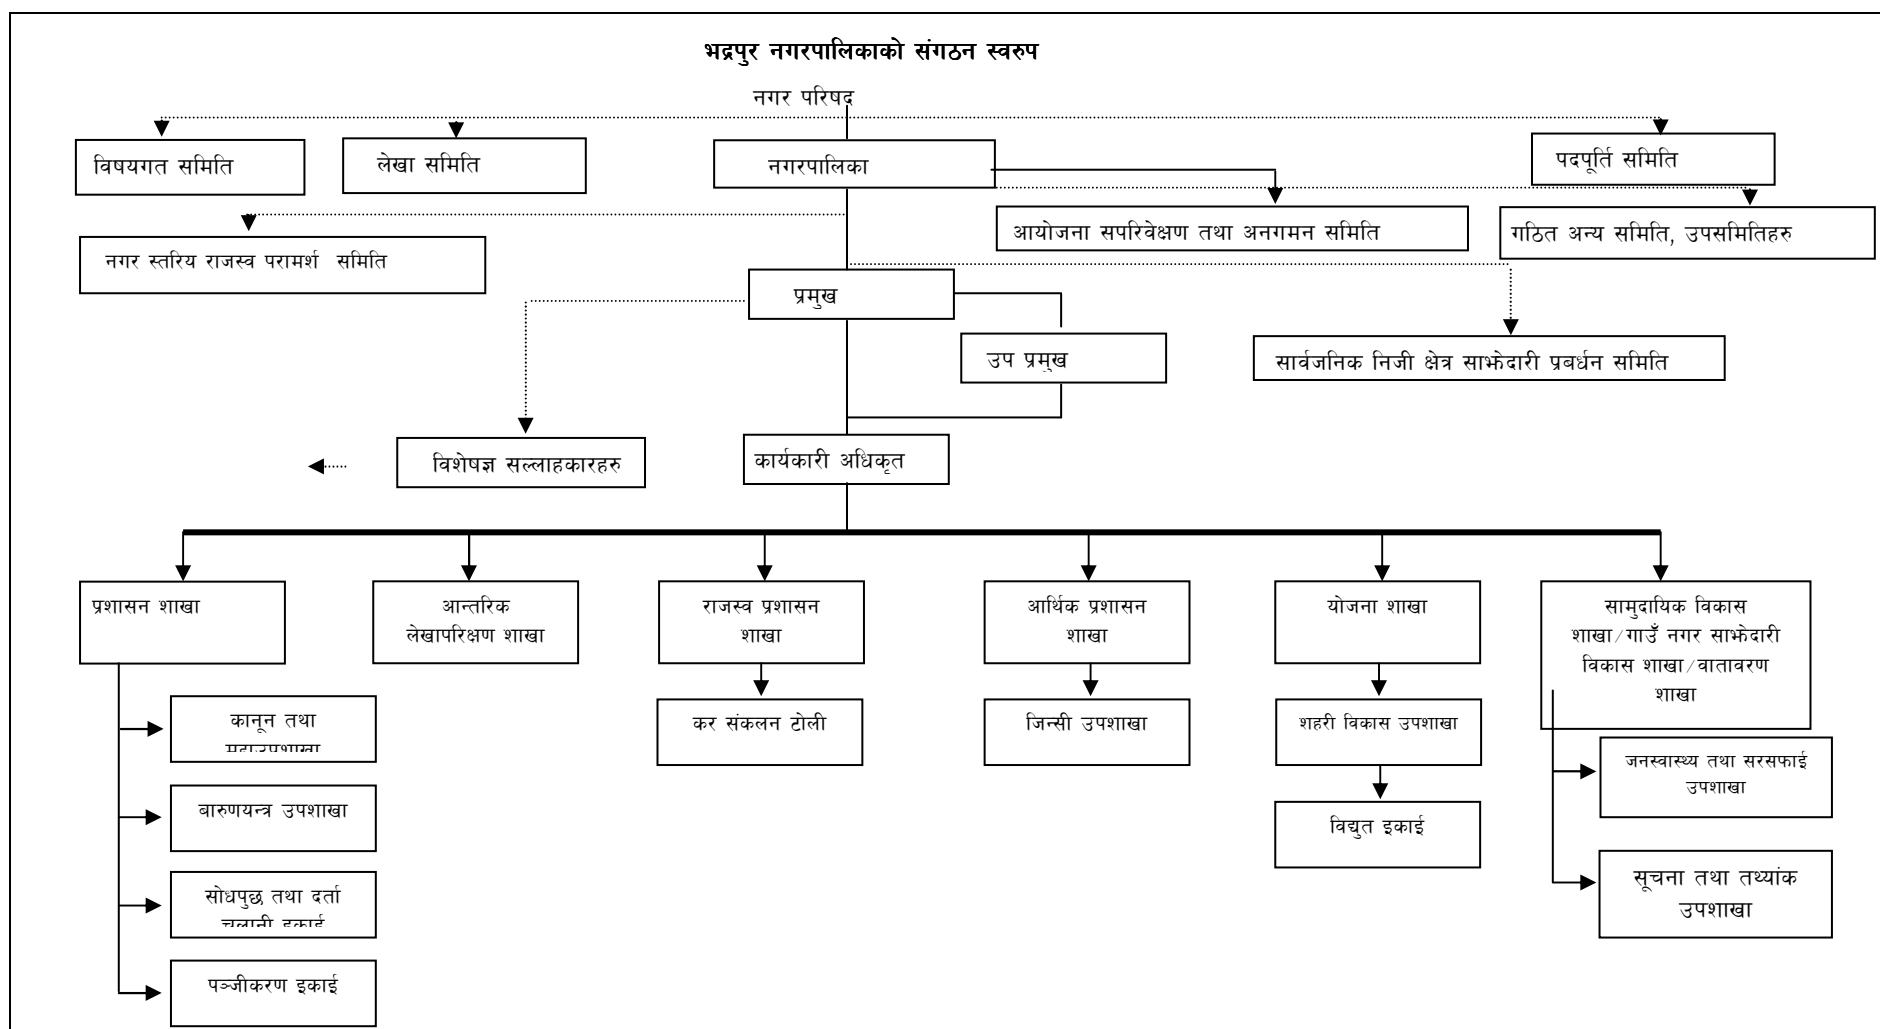 भद्रपुर नगरपालिकाको संगठन स्वरुप
नगर परिषद
विषयगत समिति
लेखा समिति
नगरपालिका
पदपूर्ति समिति
नगर स्तरिय राजस्व परामर्श समिति
आयोजना सपरिवेक्षण तथा अनगमन समिति
गठित अन्य समिति, उपसमितिहरु
प्रमुख
उप प्रमुख
सार्वजनिक निजी क्षेत्र साझेदारी प्रबर्धन समिति
विशेषज्ञ सल्लाहकारहरु
कार्यकारी अधिकृत
प्रशासन शाखा
आन्तरिक
लेखापरिक्षण शाखा
राजस्व प्रशासन
शाखा
आर्थिक प्रशासन
शाखा
योजना शाखा
सामुदायिक विकास
शाखा/गाउँ नगर साझेदारी
विकास शाखा/वातावरण
शाखा
कानून तथा
कर संकलन टोली
जिन्सी उपशाखा
शहरी विकास उपशाखा
जनस्वास्थ्य तथा सरसफाई
उपशाखा
बारुणयन्त्र उपशाखा
विद्युत इकाई
सोधपुछ तथा दर्ता
चलानी इकाई
सूचना तथा तथ्यांक
उपशाखा
पञ्जीकरण इकाई